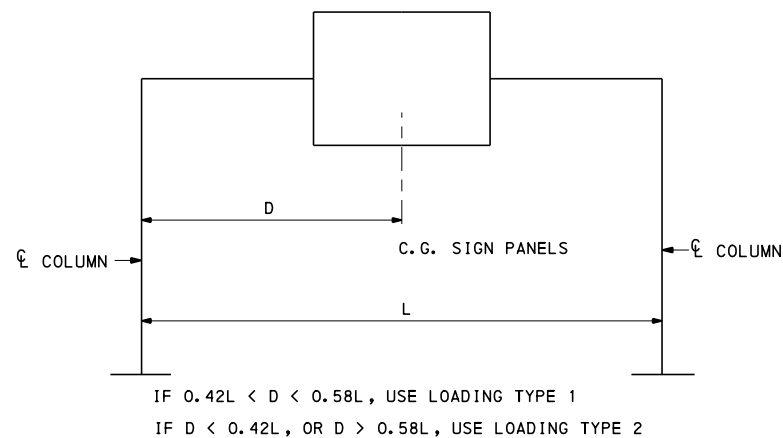 D
C.G. SIGN PANELS
℄ COLUMN
℄ COLUMN
L
IF 0.42L < D < 0.58L, USE LOADING TYPE 1
IF D < 0.42L, OR D > 0.58L, USE LOADING TYPE 2